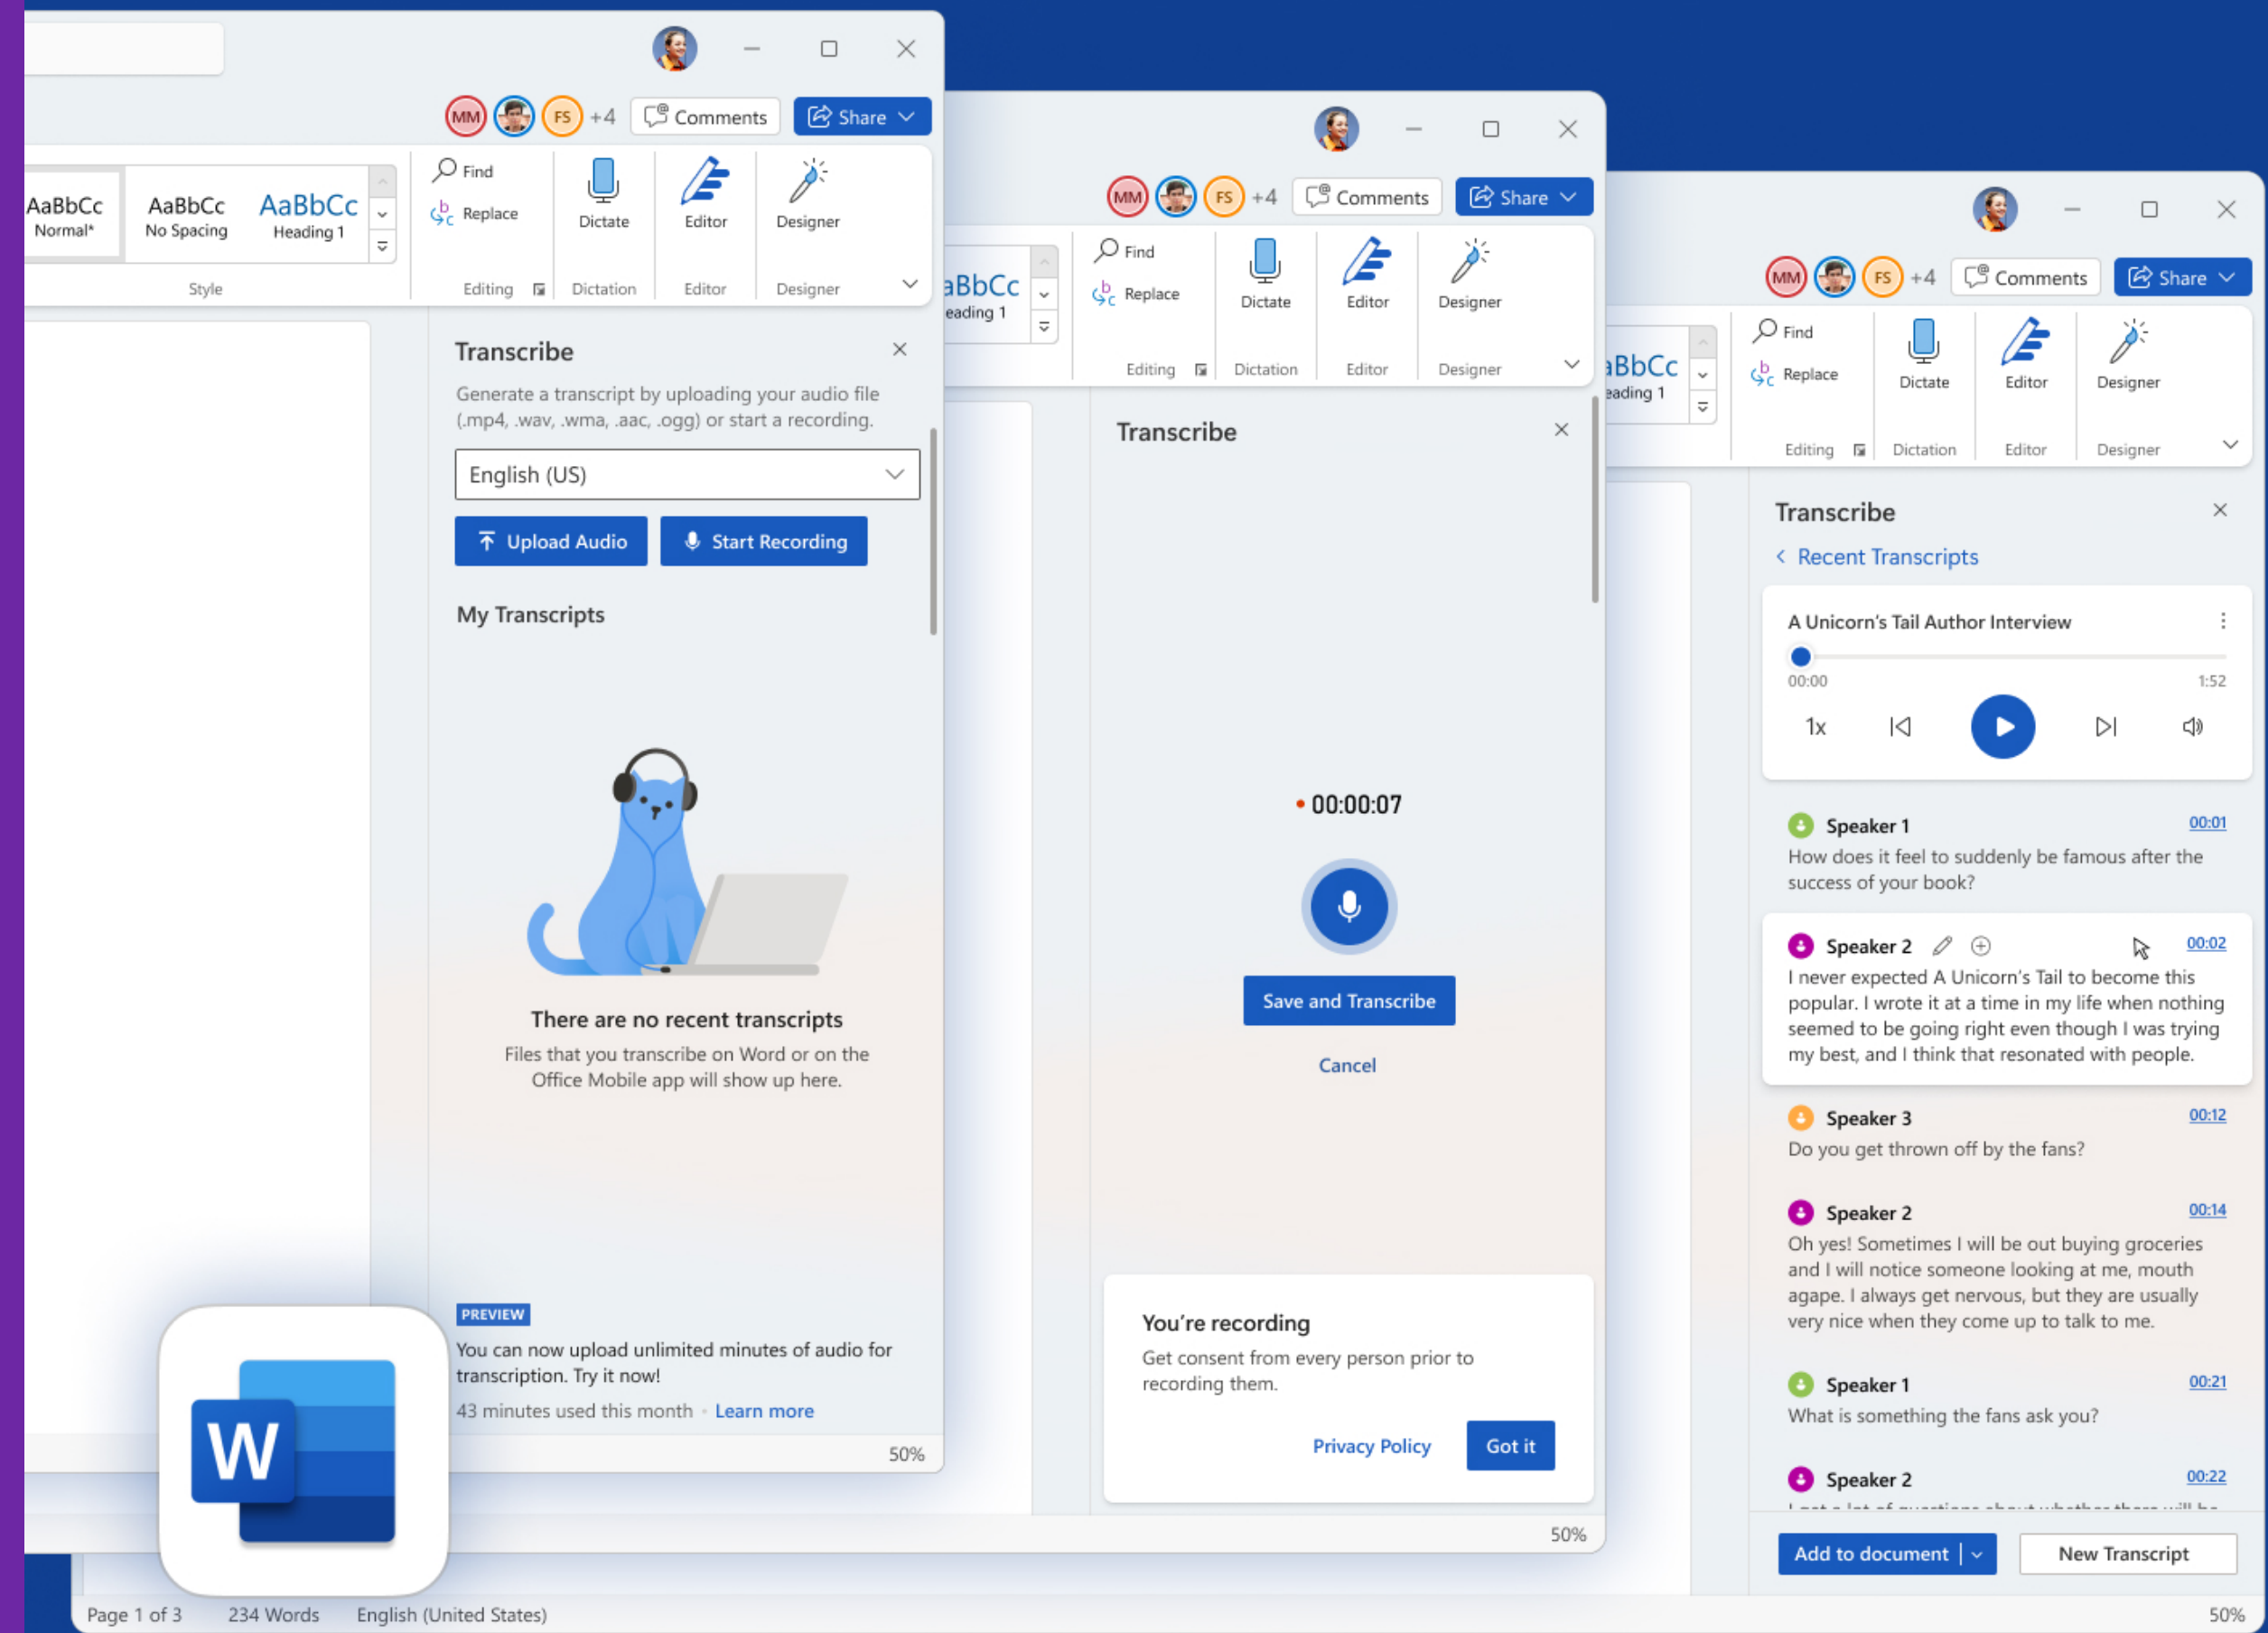 MM
FS
+4
Comments
Share
AaBbCc
Normal*
AaBbCc
No Spacing
AaBbCc
Heading 1
Style
Find
Replace
Editing
Dictate
Dictation
Editor
Editor
Designer
Designer
Transcribe
Generate a transcript by uploading your audio file
(.mp4, .wav, .wma, .aac, .ogg) or start a recording.
English (US)
Upload Audio
Start Recording
My Transcripts
There are no recent transcripts
Files that you transcribe on Word or on the
Office Mobile app will show up here.
PREVIEW
You can now upload unlimited minutes of audio for
transcription. Try it now!
43 minutes used this month • Learn more
50%
W
MM
FS
+4
Comments
Share
aBbCc
eading 1
Find
Replace
Editing
Dictate
Dictation
Editor
Editor
Designer
Designer
Transcribe
00:00:07
Save and Transcribe
Cancel
You're recording
Get consent from every person prior to
recording them.
Privacy Policy
Got it
50%
MM
FS
+4
Comments
Share
aBbCc
eading 1
Find
Replace
Editing
Dictate
Dictation
Editor
Editor
Designer
Designer
Transcribe
Recent Transcripts
A Unicorn's Tail Author Interview
00:00
1:52
1x
Speaker 1 00:01
How does it feel to suddenly be famous after the
success of your book?
Speaker 2 00:02
I never expected A Unicorn's Tail to become this
popular. I wrote it at a time in my life when nothing
seemed to be going right even though I was trying
my best, and I think that resonated with people.
Speaker 3 00:12
Do you get thrown off by the fans?
Speaker 2 00:14
Oh yes! Sometimes I will be out buying groceries
and I will notice someone looking at me, mouth
agape. I always get nervous, but they are usually
very nice when they come up to talk to me.
Speaker 1 00:21
What is something the fans ask you?
Speaker 2 00:22
I get a lot of questions about whether there will be
Add to document
New Transcript
Page 1 of 3
234 Words
English (United States)
50%